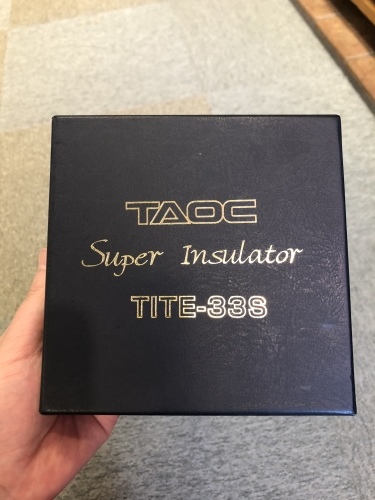 TAOC
Super Insulator
TITE-33S